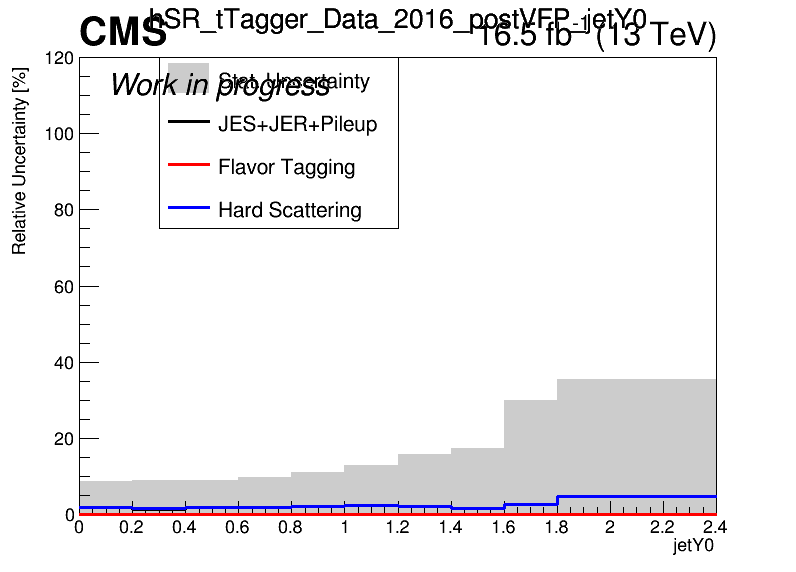 hSR_tTagger_Data_2016_postVFP_jetY0
CMS
16.5 fb-1 (13 TeV)
Work in progress
Relative Uncertainty [%]
Stat. Uncertainty
JES+JER+Pileup
Flavor Tagging
Hard Scattering
120
100
80
60
40
20
0
0 0.2 0.4 0.6 0.8 1 1.2 1.4 1.6 1.8 2 2.2 2.4
jetY0